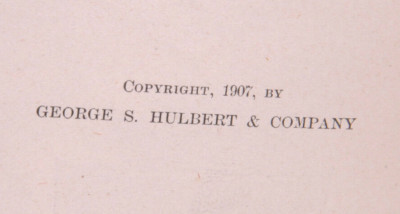 Copyright, 1907, by
GEORGE S. HULBERT & COMPANY